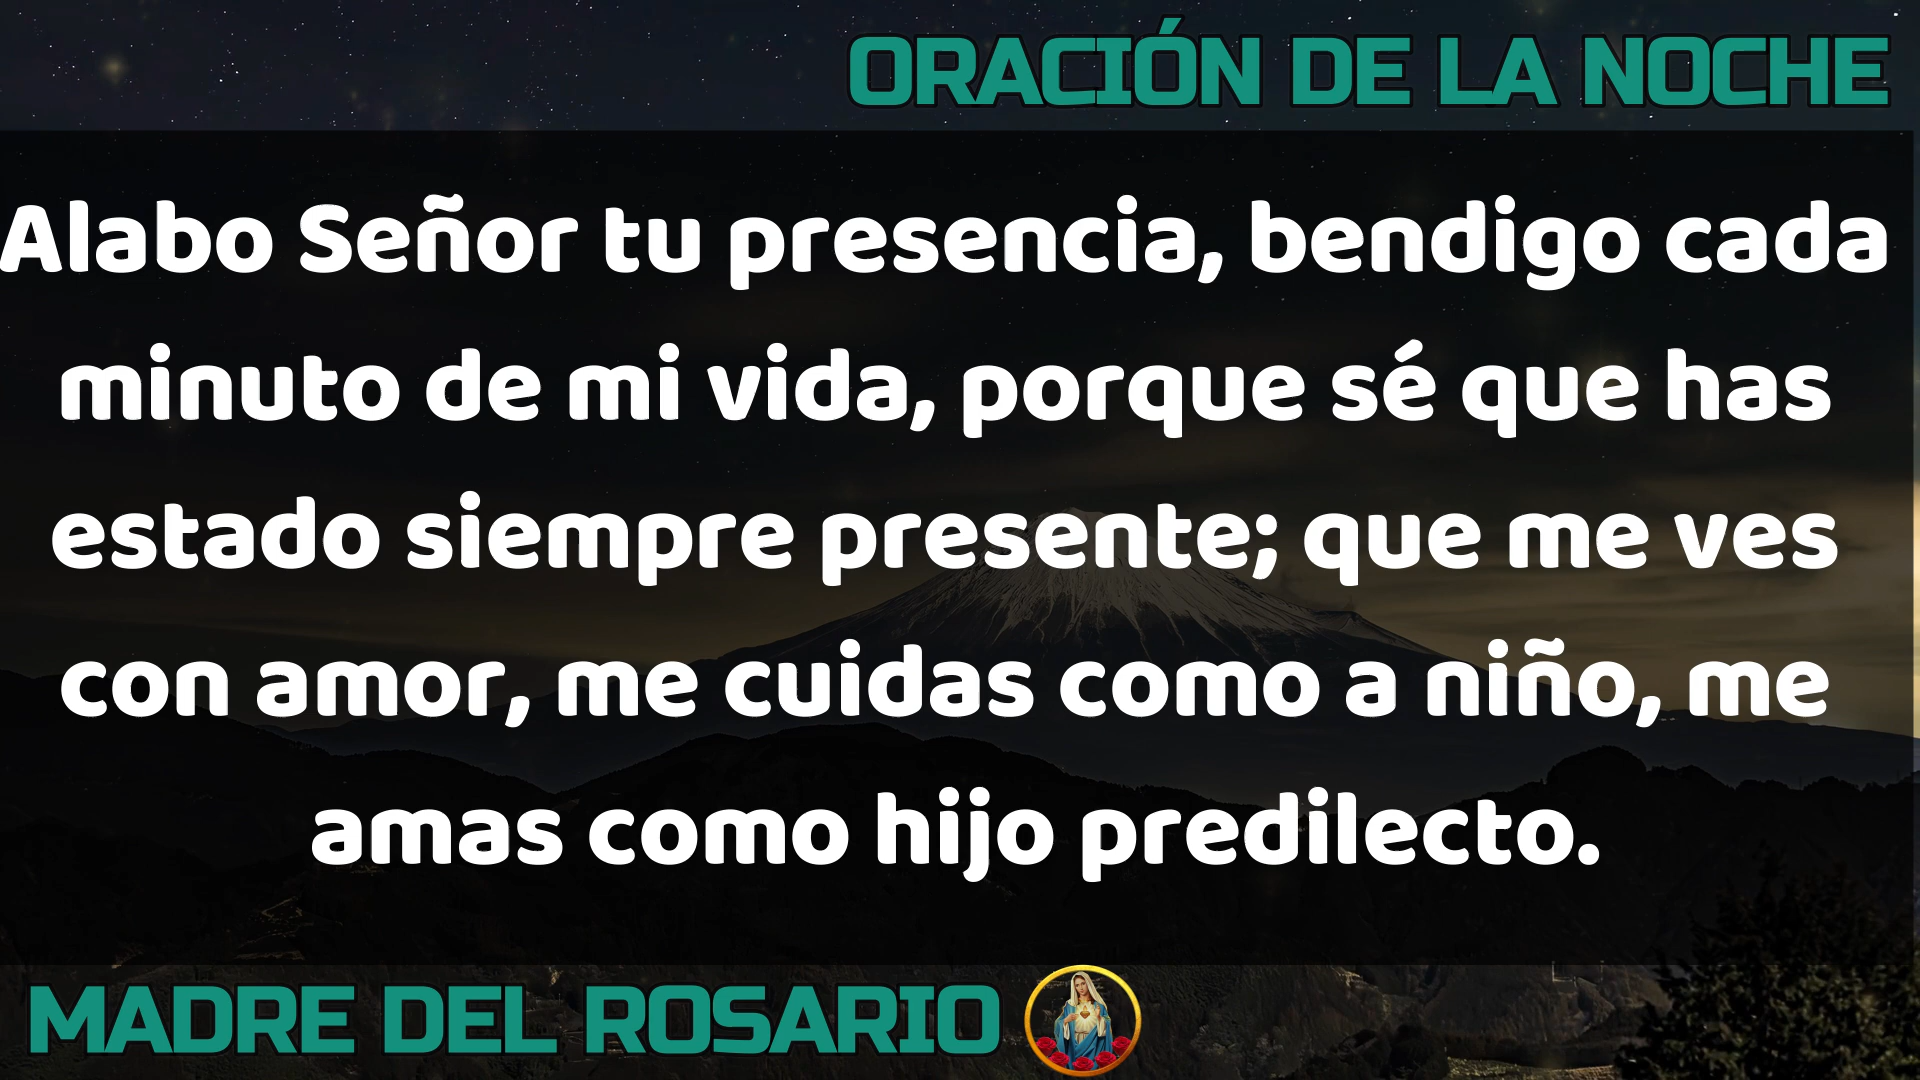 ORACIÓN DE LA NOCHE
Alabo Señor tu presencia, bendigo cada
minuto de mi vida, porque sé que has
estado siempre presente; que me ves
con amor, me cuidas como a niño, me
amas como hijo predilecto.
MADRE DEL ROSARIO